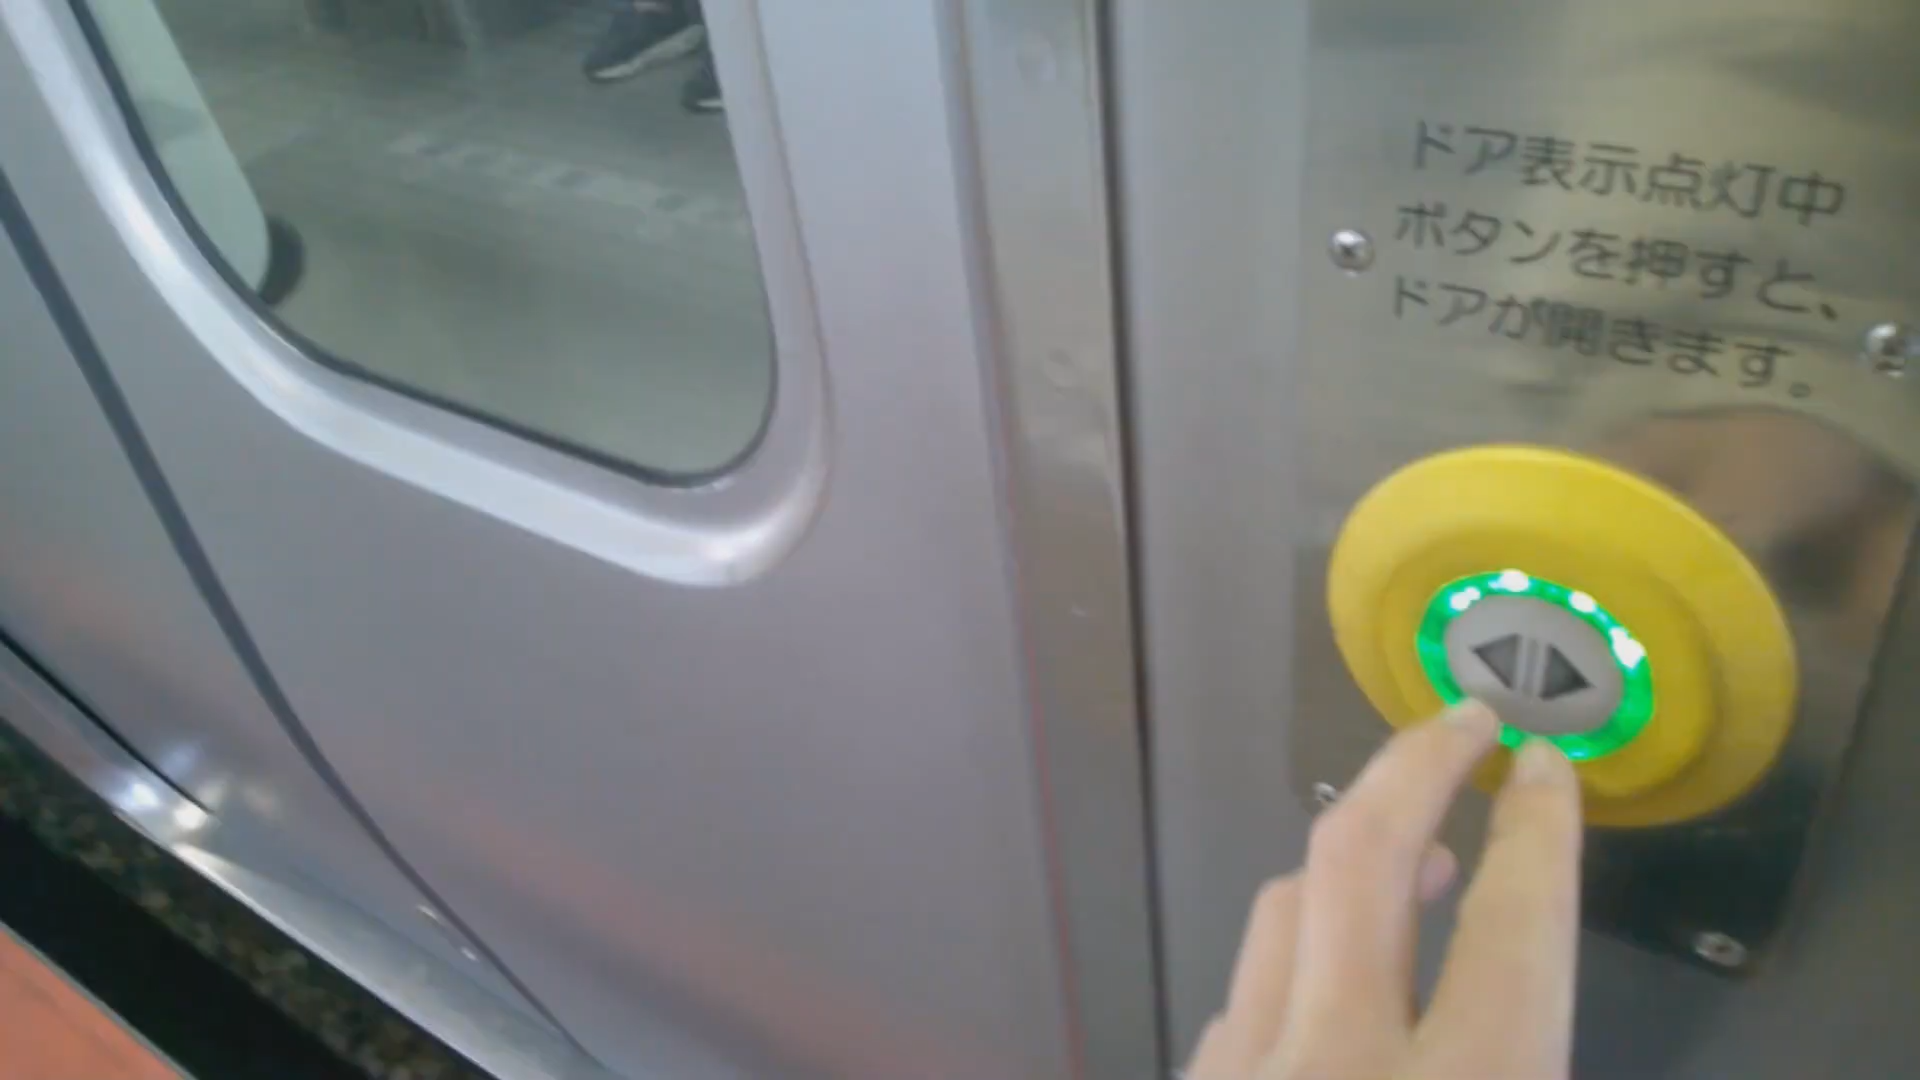 ドア表示点灯中
ボタンを押すと、
ドアが開きます。